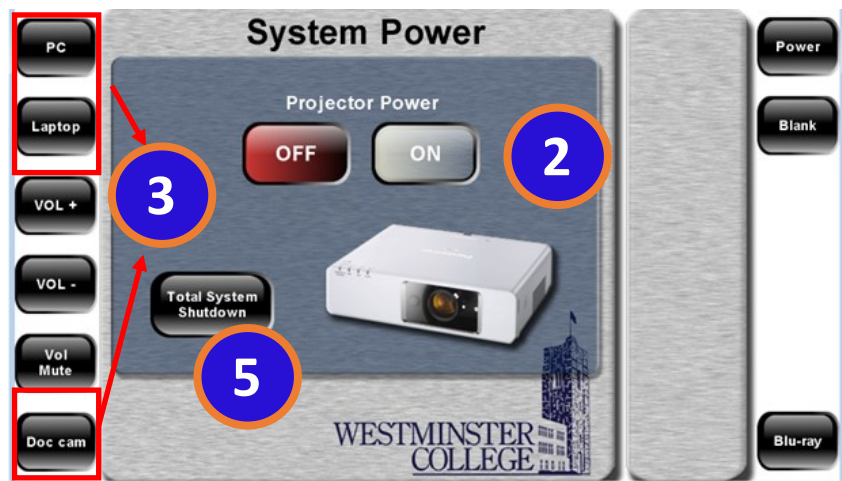 System Power
PC
Laptop
VOL +
VOL -
Vol
Mute
Doc cam
Projector Power
OFF
ON
2
3
Total System
Shutdown
5
WESTMINSTER
COLLEGE
Power
Blank
Blu-ray